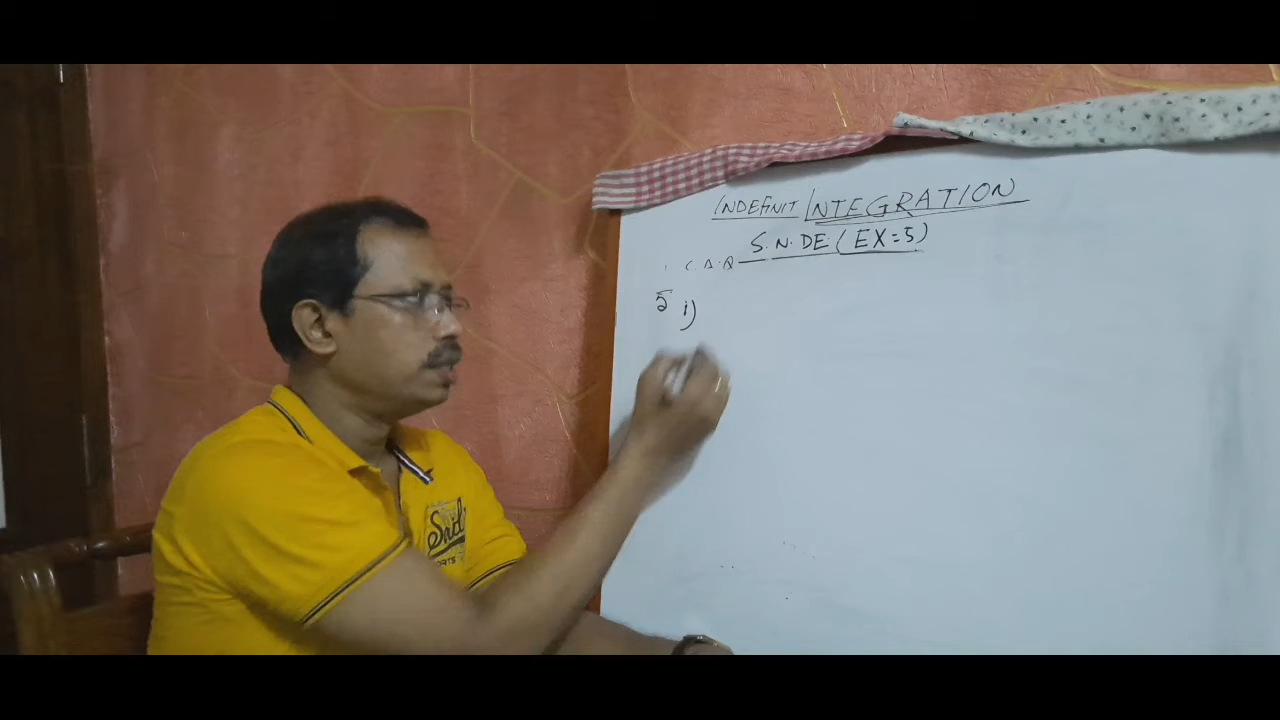 INDEFINIT INTEGRATION
S.N.DE (EX=5)
C.A.Q
5 i)